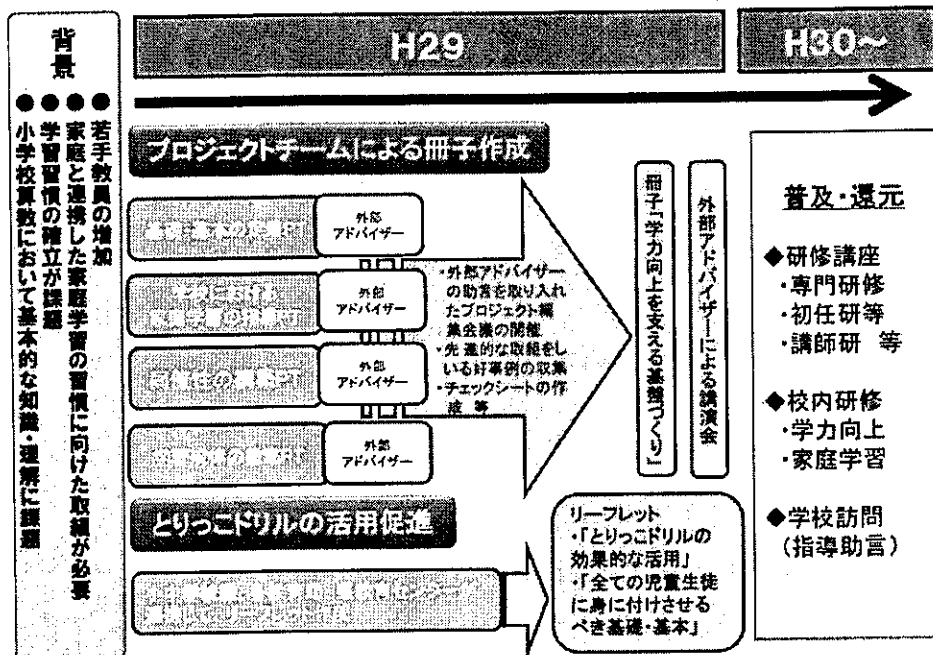 背景
● 若手教員の増加
● 家庭と連携した家庭学習の習慣に向けた取組が必要
● 学習習慣の確立が課題
● 小学校算数において基本的な知識・理解に課題
H29
H30～
プロジェクトチームによる冊子作成
外部
アドバイザー
外部
アドバイザー
外部
アドバイザー
外部
アドバイザー
・外部アドバイザー
の助言を取り入れ
たプロジェクト編
集会議の開催
・先進的な取組をし
いる好事例の収集
・チェックシートの作
成 等
冊子「学力向上を支える基盤づくり」
外部アドバイザーによる講演会
とりっこドリルの活用促進
リーフレット
・「とりっこドリルの
効果的な活用」
・「全ての児童生徒
に身に付けさせる
べき基礎・基本」
普及・還元
◆研修講座
・専門研修
・初任研等
・講師研 等
◆校内研修
・学力向上
・家庭学習
◆学校訪問
(指導助言)